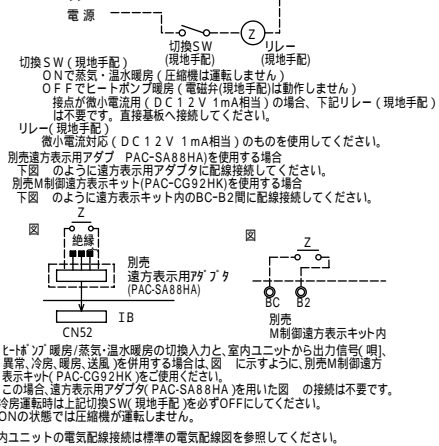 電 源
Z
切換ＳＷ リレー
(現地手配) (現地手配)
切換ＳＷ（現地手配）
ＯＮで蒸気・温水暖房（圧縮機は運転しません）
ＯＦＦでヒートポンプ暖房（電磁弁(現地手配)は動作しません）
接点が微小電流用（ＤＣ１２Ｖ 1mA相当）の場合、下記リレー（現地手配）
は不要です。直接基板へ接続してください。
リレー(現地手配)
微小電流対応（ＤＣ１２Ｖ 1mA相当）のものを使用してください。
別売遠方表示用アダプ PAC-SA88HA)を使用する場合
下図 のように遠方表示用アダプタに配線接続してください。
別売M制御遠方表示キット(PAC-CG92HK)を使用する場合
下図 のように遠方表示キット内のBC-B2間に配線接続してください。
図
Z
絶縁
別売
遠方表示用アダプタ
(PAC-SA88HA)
ＩＢ
CN52
図
Z
BC B2
別売
M制御遠方表示キット内
ヒートポンプ暖房/蒸気・温水暖房の切換入力と、室内ユニットから出力信号(
異常、冷房、暖房、送風)を併用する場合は、図 に示すように、別売M制御遠方
表示キット(PAC-CG92HK)をご使用ください。
この場合、遠方表示用アダプタ(PAC-SA88HA)を用いた図 の接続は不要です。
冷房運転時は上記切換SW(現地手配)を必ずOFFにしてください。
ONの状態では圧縮機が運転しません。
内ユニットの電気配線接続は標準の電気配線図を参照してください。